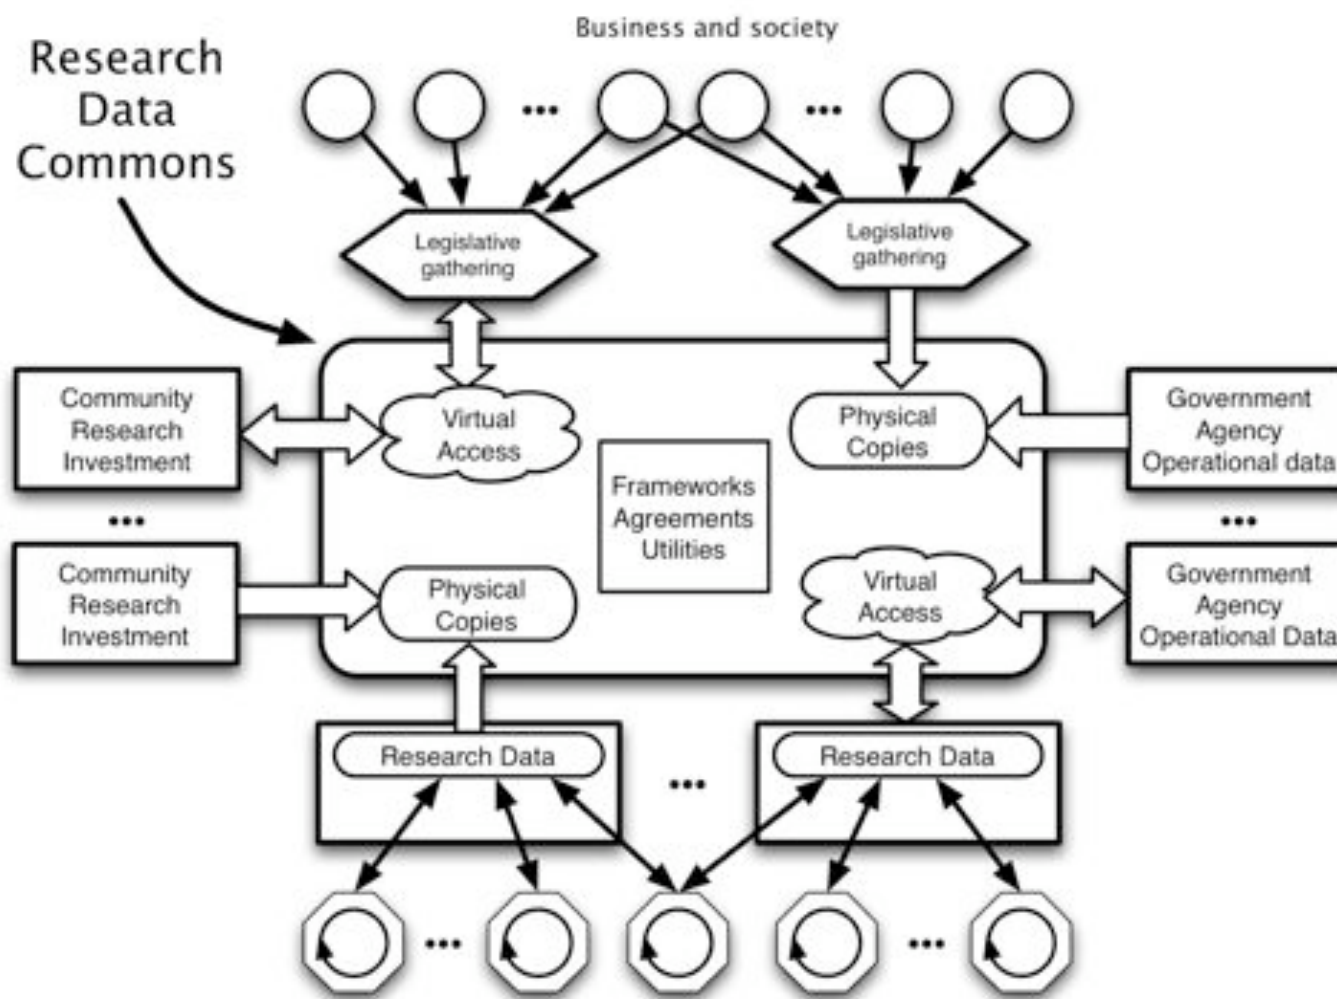 Business and society
Research
Data
Commons
...
...
Legislative
gathering
Legislative
gathering
Community
Research
Investment
Virtual
Access
Physical
Copies
Government
Agency
Operational data
Frameworks
Agreements
Utilities
...
...
Community
Research
Investment
Physical
Copies
Virtual
Access
Government
Agency
Operational Data
Research Data
...
Research Data
...
...